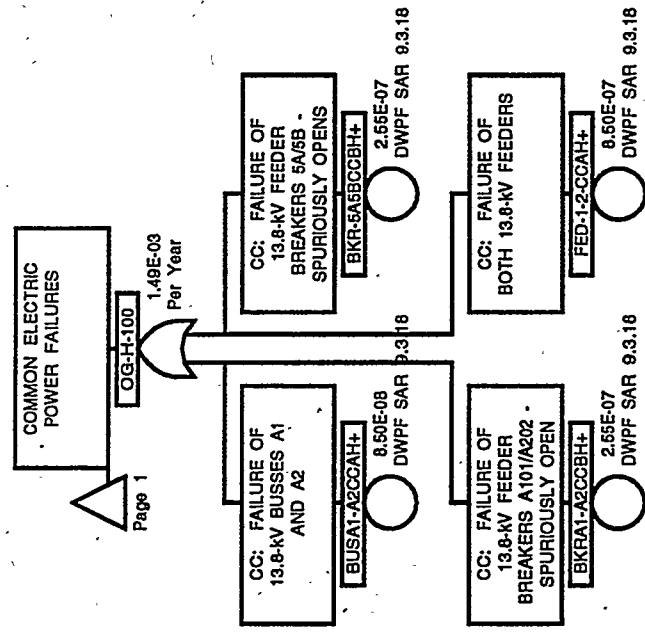 COMMON ELECTRIC
POWER FAILURES
OG-H-100
Page 1
1.49E-03
Per Year
CC: FAILURE OF
13.8-kV BUSSES A1
AND A2
BUSA1-A2CCAH+
8.50E-08
DWPF SAR 9.3.18
CC: FAILURE OF
13.8-kV FEEDER
BREAKERS 5A/5B -
SPURIOUSLY OPENS
BKR-5A5BCCBH+
2.55E-07
DWPF SAR 9.3.18
CC: FAILURE OF
13.8-kV FEEDER
BREAKERS A101/A202 -
SPURIOUSLY OPEN
BKRA1-A2CCBH+
2.55E-07
DWPF SAR 9.3.18
CC: FAILURE OF
BOTH 13.8-kV FEEDERS
FED-1-2-CCAH+
8.50E-07
DWPF SAR 9.3.18